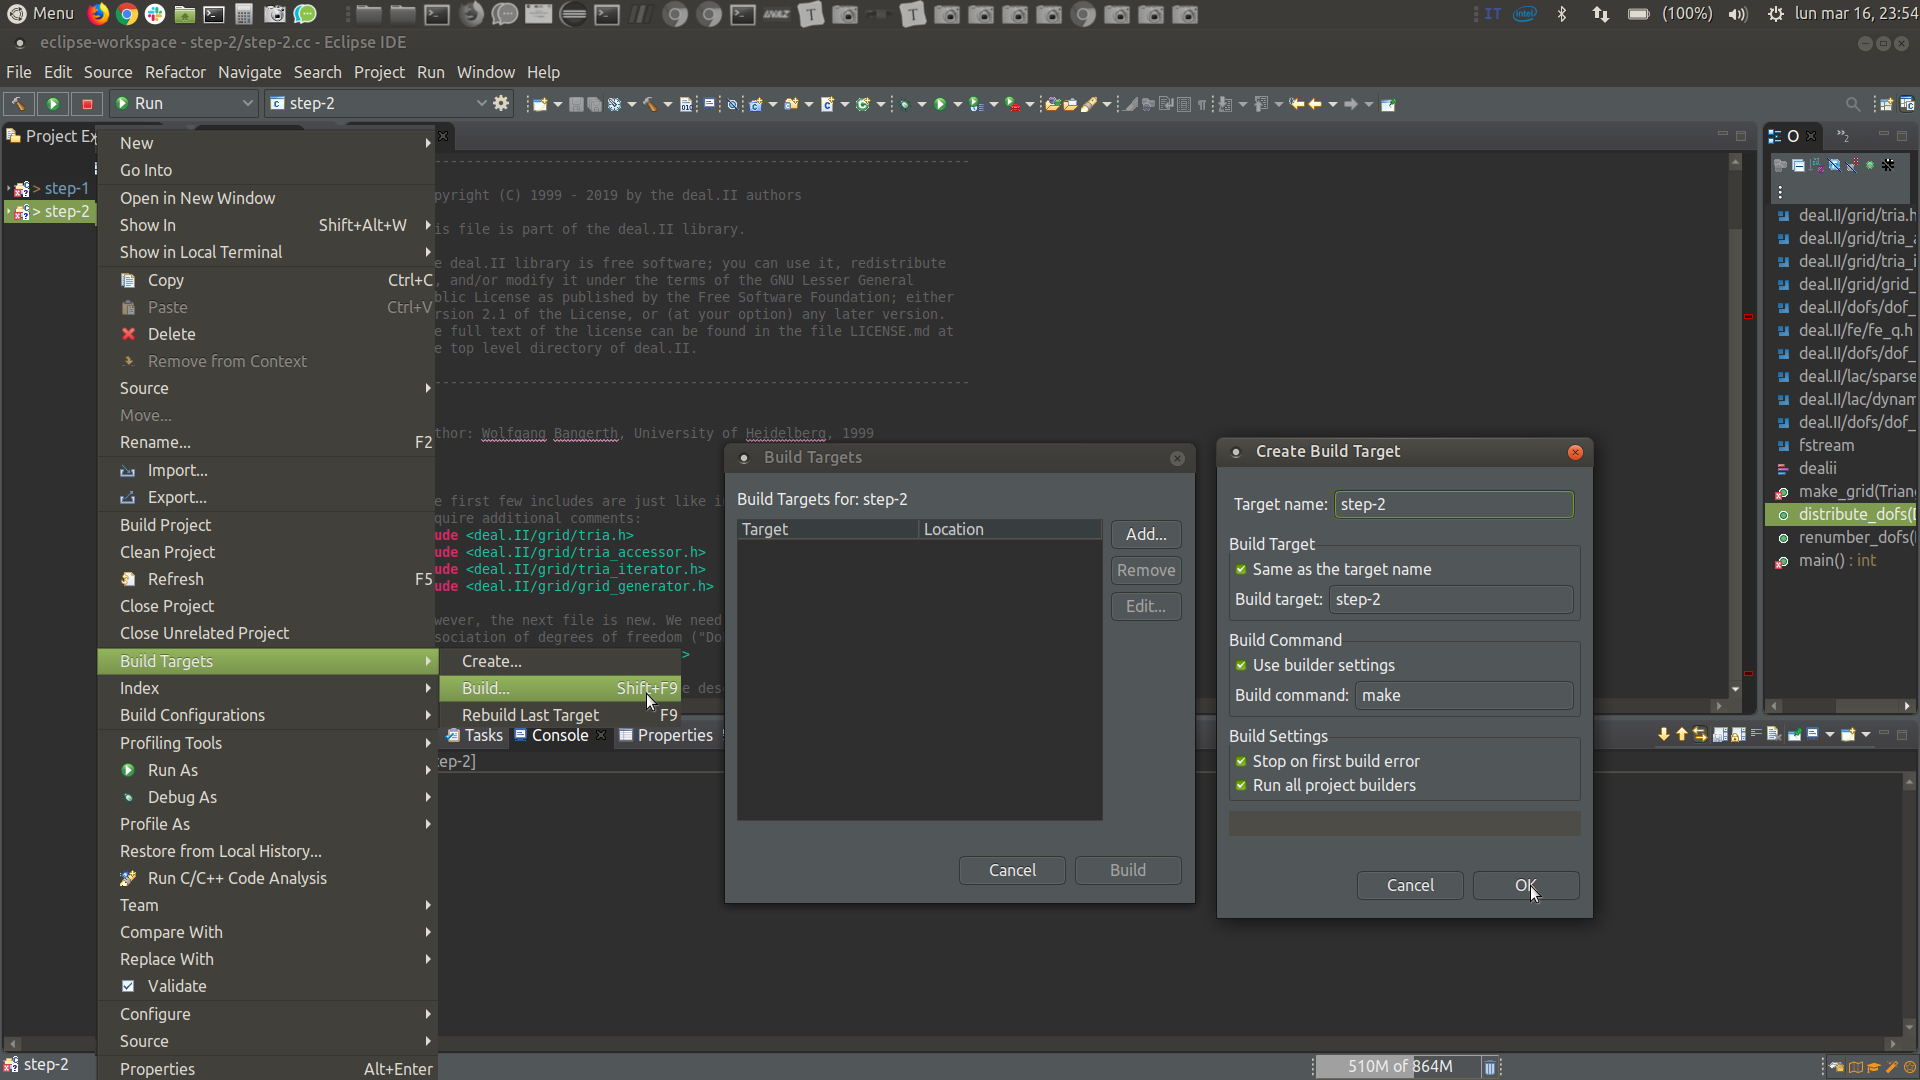 Menu
IT
intel
(100%)
lun mar 16, 23:54
eclipse-workspace - step-2/step-2.cc - Eclipse IDE
File Edit Source Refactor Navigate Search Project Run Window Help
Run
step-2
Project Ex
> step-1
> step-2
New
Go Into
Open in New Window
Show In Shift+Alt+W
Show in Local Terminal
Copy Ctrl+C
Paste Ctrl+V
Delete
Remove from Context
Source
Move...
Rename... F2
Import...
Export...
Build Project
Clean Project
Refresh F5
Close Project
Close Unrelated Project
Build Targets
Index
Build Configurations
Profiling Tools
Run As
Debug As
Profile As
Restore from Local History...
Run C/C++ Code Analysis
Team
Compare With
Replace With
Validate
Configure
Source
Properties Alt+Enter
Create...
Build... Shift+F9
Rebuild Last Target F9
---------------------------------------------------------------------
pyright (C) 1999 - 2019 by the deal.II authors
is file is part of the deal.II library.
e deal.II library is free software; you can use it, redistribute
, and/or modify it under the terms of the GNU Lesser General
blic License as published by the Free Software Foundation; either
rsion 2.1 of the License, or (at your option) any later version.
e full text of the license can be found in the file LICENSE.md at
e top level directory of deal.II.
---------------------------------------------------------------------
thor: Wolfgang Bangerth, University of Heidelberg, 1999
e first few includes are just like i
quire additional comments:
ude <deal.II/grid/tria.h>
ude <deal.II/grid/tria_accessor.h>
ude <deal.II/grid/tria_iterator.h>
ude <deal.II/grid/grid_generator.h>
wever, the next file is new. We need
sociation of degrees of freedom ("Do
>
e des
Tasks
Console
Properties
tep-2]
Build Targets
Build Targets for: step-2
Target Location
Add...
Remove
Edit...
Cancel
Build
Create Build Target
Target name: step-2
Build Target
Same as the target name
Build target: step-2
Build Command
Use builder settings
Build command: make
Build Settings
Stop on first build error
Run all project builders
Cancel
OK
O
»2
deal.II/grid/tria.h
deal.II/grid/tria_a
deal.II/grid/tria_i
deal.II/grid/grid_
deal.II/dofs/dof_
deal.II/fe/fe_q.h
deal.II/dofs/dof_
deal.II/lac/sparse
deal.II/lac/dynam
deal.II/dofs/dof_
fstream
dealii
make_grid(Trian
distribute_dofs(D
renumber_dofs(
main() : int
step-2
510M of 864M